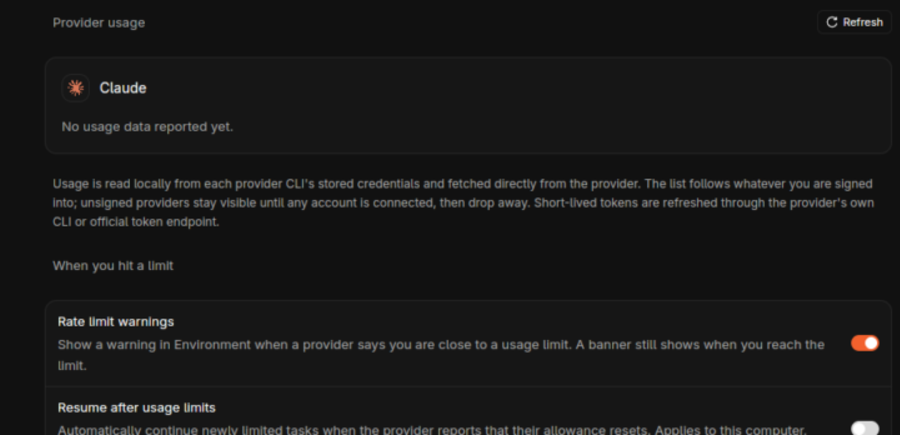 Provider usage
Refresh
Claude
No usage data reported yet.
Usage is read locally from each provider CLI's stored credentials and fetched directly from the provider. The list follows whatever you are signed
into; unsigned providers stay visible until any account is connected, then drop away. Short-lived tokens are refreshed through the provider's own
CLI or official token endpoint.
When you hit a limit
Rate limit warnings
Show a warning in Environment when a provider says you are close to a usage limit. A banner still shows when you reach the
limit.
Resume after usage limits
Automatically continue newly limited tasks when the provider reports that their allowance resets. Applies to this computer.